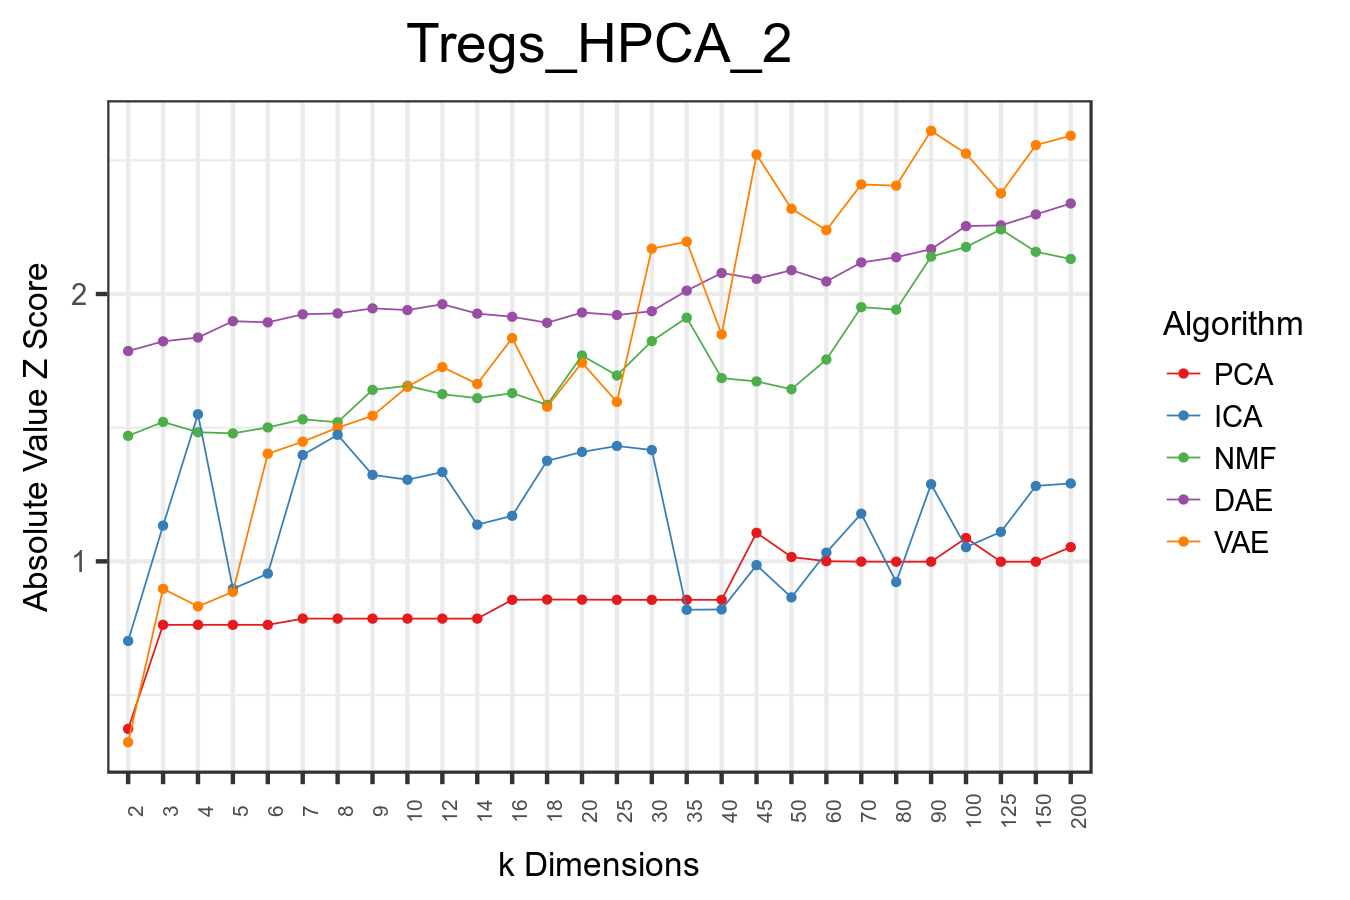 Tregs_HPCA_2
Absolute Value Z Score
2
1
2 3 4 5 6 7 8 9 10 12 14 16 18 20 25 30 35 40 45 50 60 70 80 90 100 125 150 200
k Dimensions
Algorithm
PCA
ICA
NMF
DAE
VAE